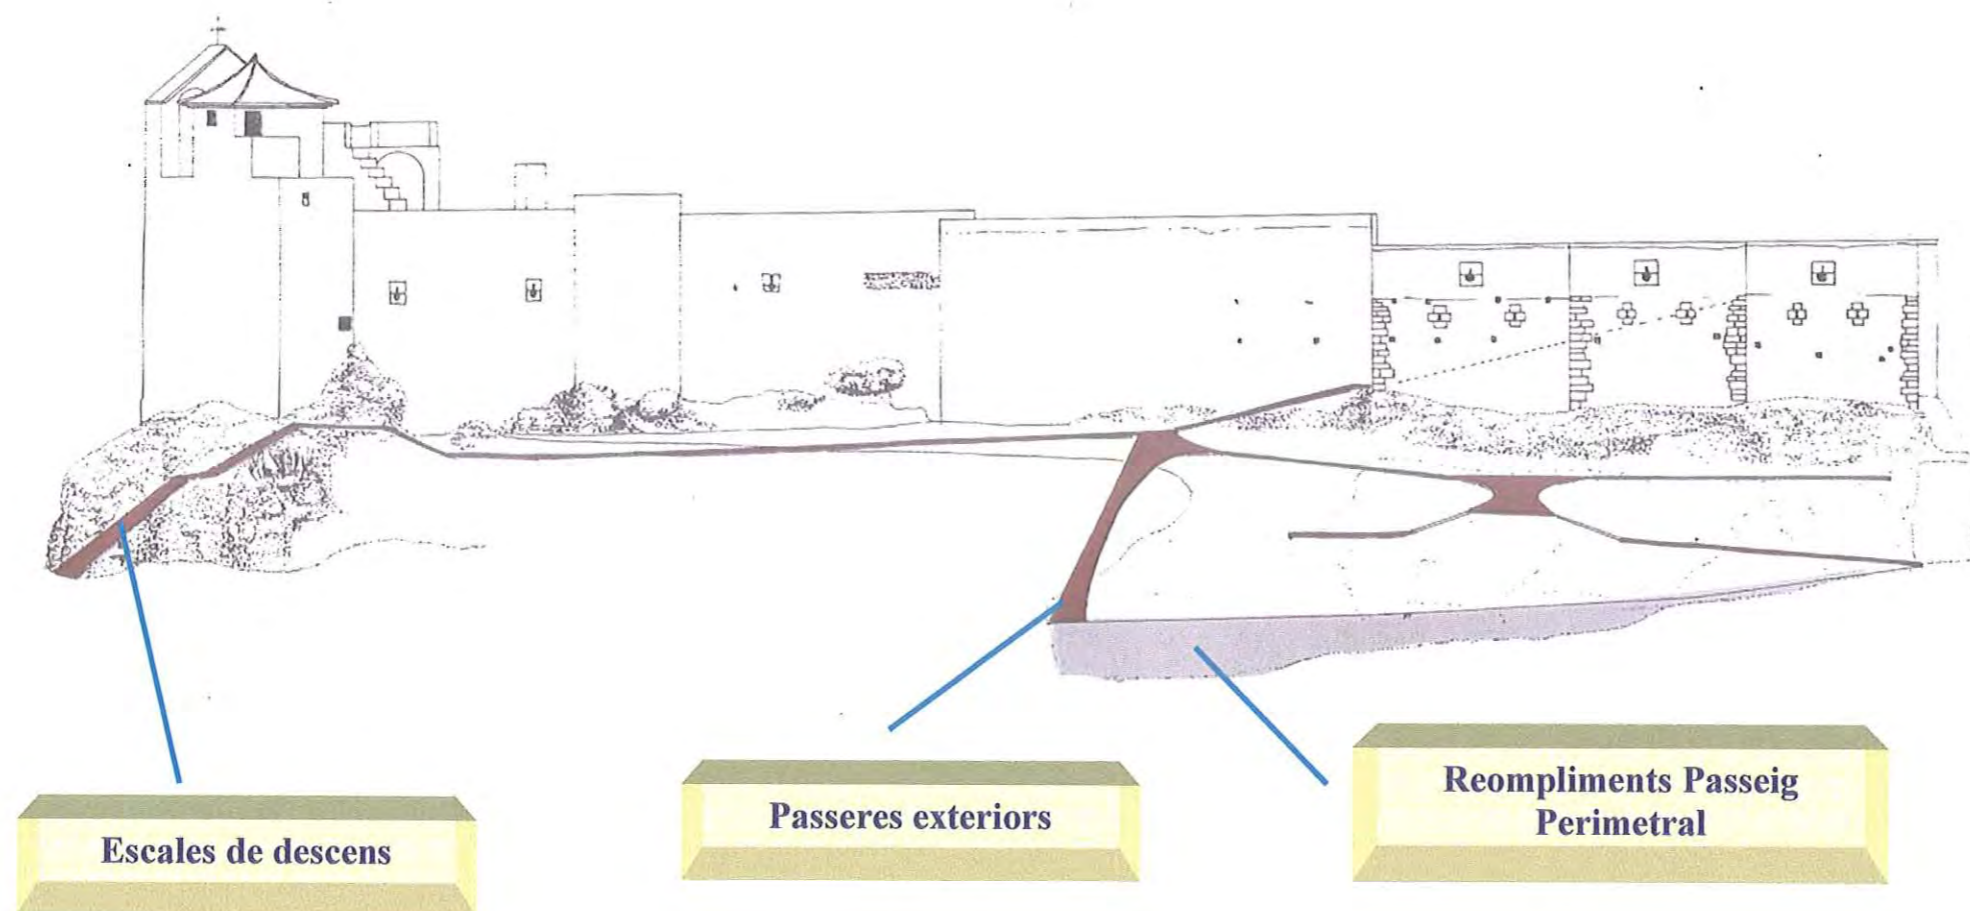 Escales de descens
Passeres exteriors
Reompliments Passeig
Perimetral